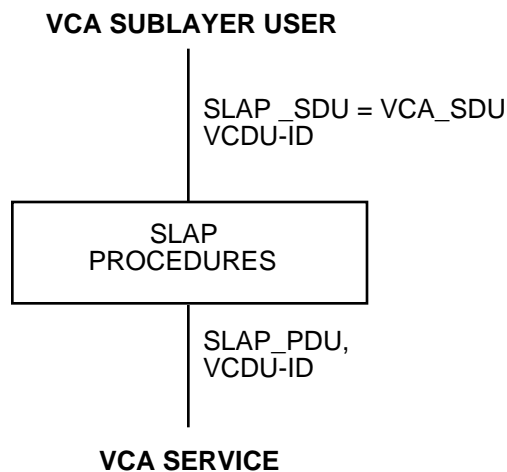 VCA SUBLAYER USER
SLAP _SDU = VCA_SDU
VCDU-ID
SLAP
PROCEDURES
SLAP_PDU,
VCDU-ID
VCA SERVICE